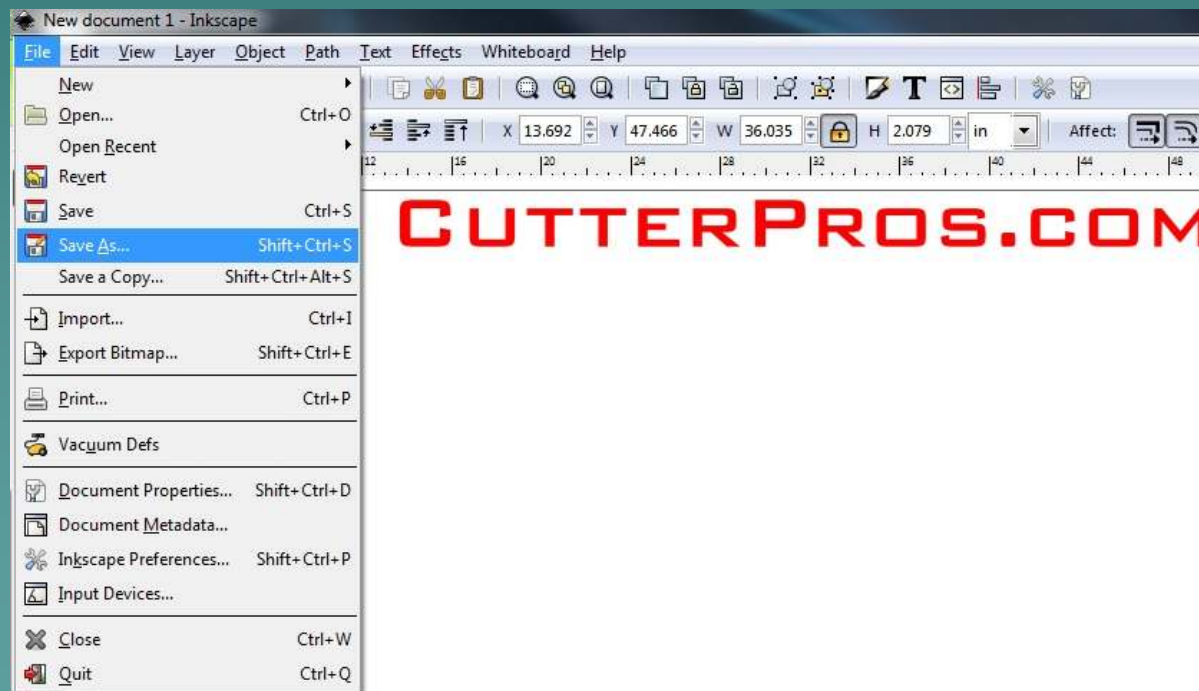 New document 1 - Inkscape
File Edit View Layer Object Path Text Effects Whiteboard Help
New
Open... Ctrl+O
Open Recent
Revert
Save Ctrl+S
Save As... Shift+Ctrl+S
Save a Copy... Shift+Ctrl+Alt+S
Import... Ctrl+I
Export Bitmap... Shift+Ctrl+E
Print... Ctrl+P
Vacuum Defs
Document Properties... Shift+Ctrl+D
Document Metadata...
Inkscape Preferences... Shift+Ctrl+P
Input Devices...
Close Ctrl+W
Quit Ctrl+Q
X 13.692 Y 47.466 W 36.035 H 2.079 in Affect:
12 16 20 24 28 32 36 40 44 48
CUTTERPROS.COM